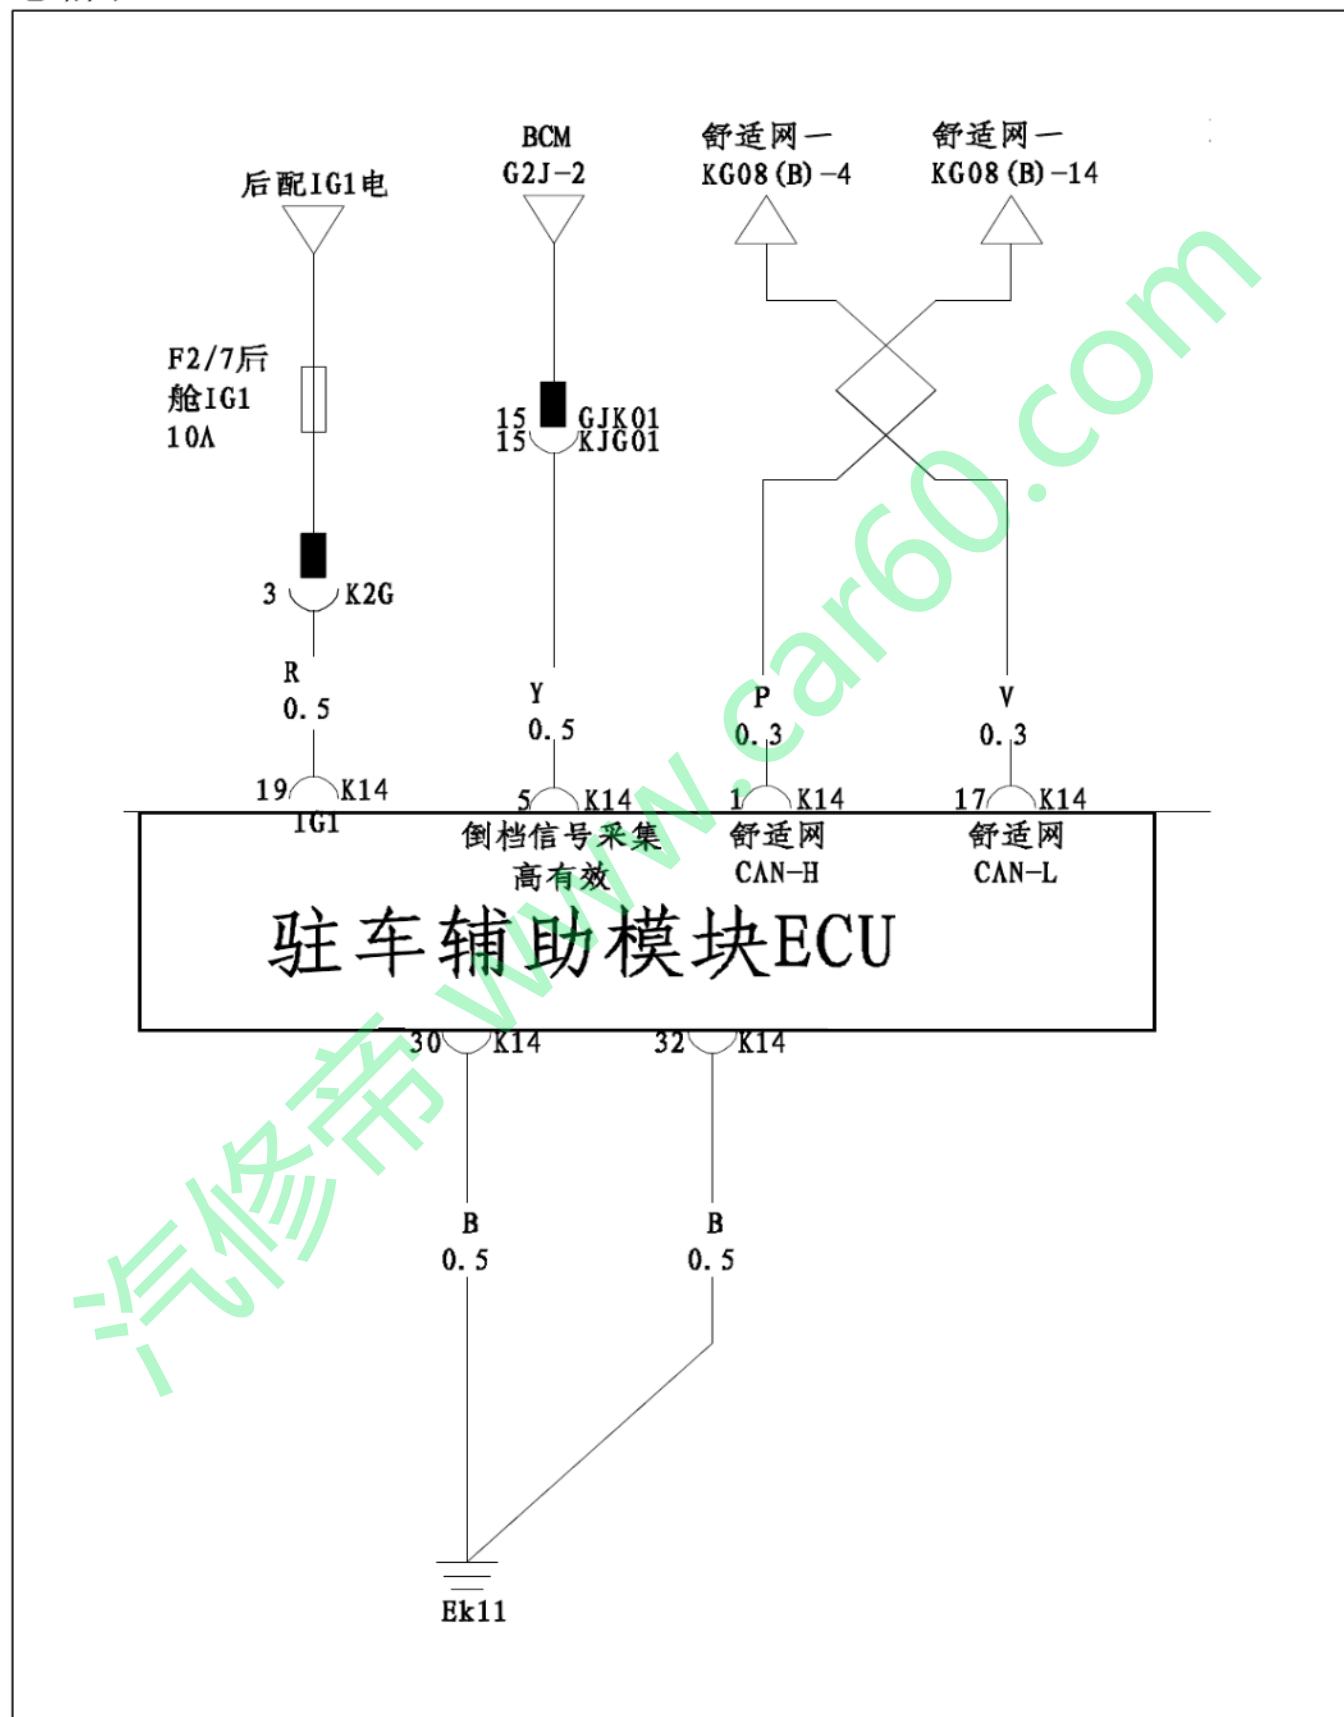 后配IG1电
BCM
G2J-2
舒适网一
KG08(B)-4
舒适网一
KG08(B)-14
F2/7后
舱IG1
10A
15 GJK01
15 KJG01
3 K2G
R
0.5
Y
0.5
P
0.3
V
0.3
19 K14
5 K14
1 K14
17 K14
IG1
倒档信号采集
高有效
舒适网
CAN-H
舒适网
CAN-L
驻车辅助模块ECU
30 K14
32 K14
B
0.5
B
0.5
Ek11
汽修帝 www.car60.com